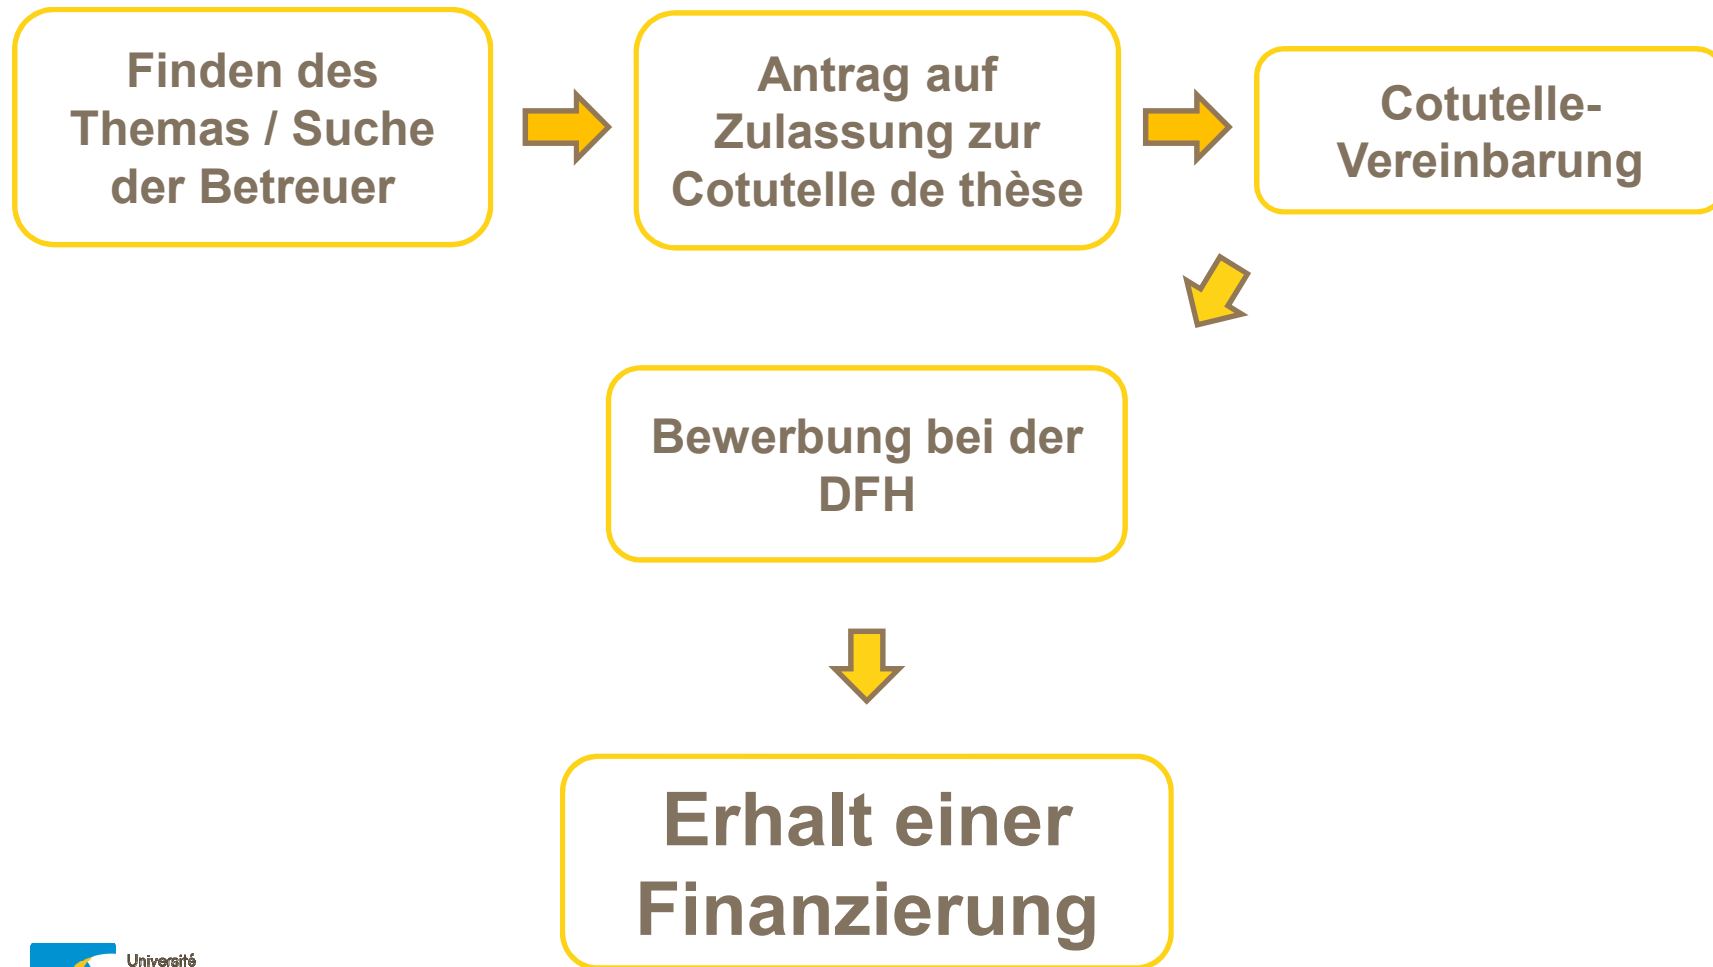 Finden des
Themas / Suche
der Betreuer
Antrag auf
Zulassung zur
Cotutelle de thèse
Cotutelle-
Vereinbarung
Bewerbung bei der
DFH
Erhalt einer
Finanzierung
Université